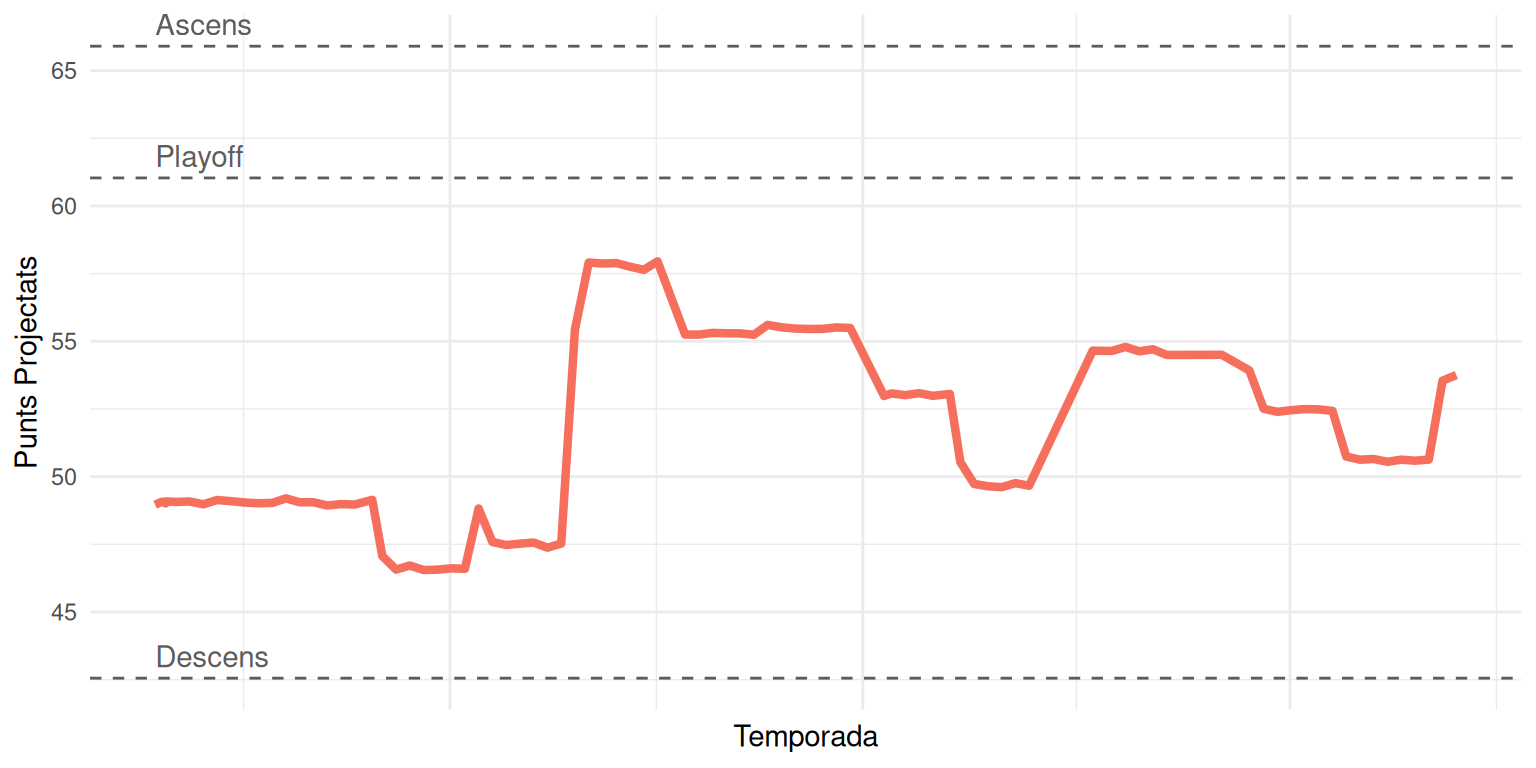 Ascens
65
Playoff
60
55
50
45
Descens
Punts Projectats
Temporada